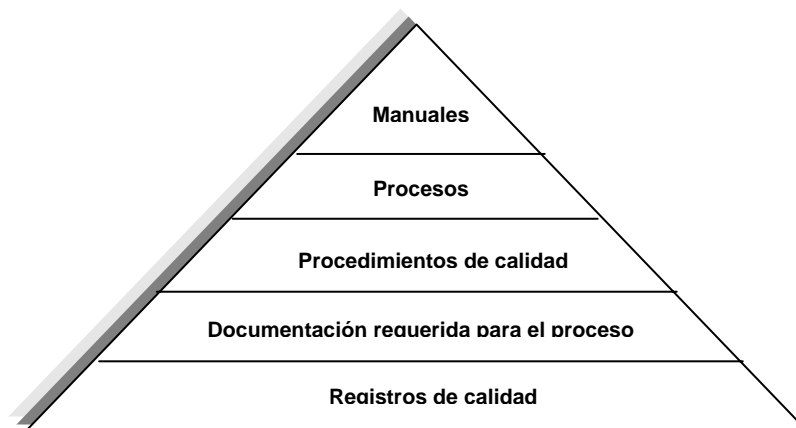 Manuales
Procesos
Procedimientos de calidad
Documentación requerida para el proceso
Registros de calidad